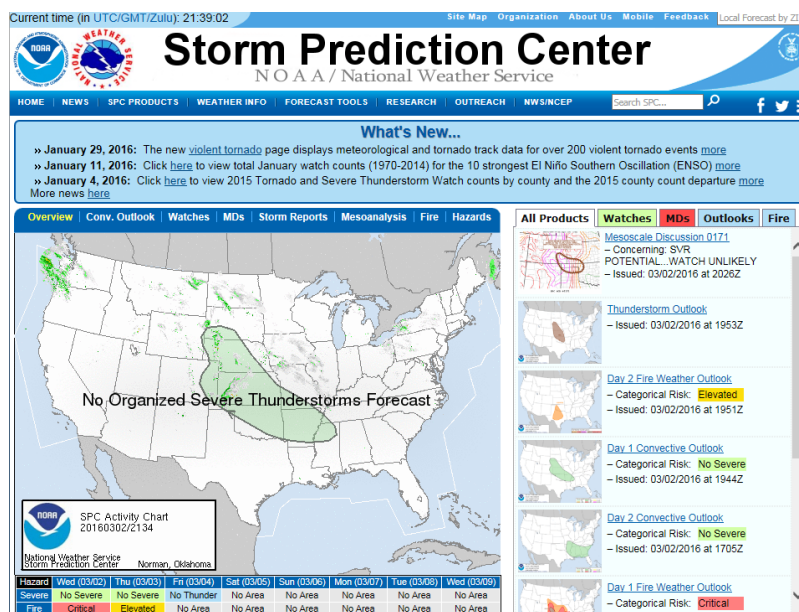 Current time (in UTC/GMT/Zulu): 21:39:02
Site Map Organization About Us Mobile Feedback Local Forecast by ZI
NOAA
NATIONAL WEATHER SERVICE
Storm Prediction Center
NOAA / National Weather Service
HOME NEWS SPC PRODUCTS WEATHER INFO FORECAST TOOLS RESEARCH OUTREACH NWS/NCEP Search SPC...
What's New...
» January 29, 2016: The new violent tornado page displays meteorological and tornado track data for over 200 violent tornado events more
» January 11, 2016: Click here to view total January watch counts (1970-2014) for the 10 strongest El Niño Southern Oscillation (ENSO) more
» January 4, 2016: Click here to view 2015 Tornado and Severe Thunderstorm Watch counts by county and the 2015 county count departure more
More news here
Overview Conv. Outlook Watches MDs Storm Reports Mesoanalysis Fire Hazards
No Organized Severe Thunderstorms Forecast
NOAA
SPC Activity Chart
20160302/2134
National Weather Service
Storm Prediction Center Norman, Oklahoma
Hazard Wed (03/02) Thu (03/03) Fri (03/04) Sat (03/05) Sun (03/06) Mon (03/07) Tue (03/08) Wed (03/09)
Severe No Severe No Severe No Thunder No Area No Area No Area No Area No Area
Fire Critical Elevated No Area No Area No Area No Area No Area No Area
All Products Watches MDs Outlooks Fire
Mesoscale Discussion 0171
– Concerning: SVR
POTENTIAL...WATCH UNLIKELY
– Issued: 03/02/2016 at 2026Z
Thunderstorm Outlook
– Issued: 03/02/2016 at 1953Z
Day 2 Fire Weather Outlook
– Categorical Risk: Elevated
– Issued: 03/02/2016 at 1951Z
Day 1 Convective Outlook
– Categorical Risk: No Severe
– Issued: 03/02/2016 at 1944Z
Day 2 Convective Outlook
– Categorical Risk: No Severe
– Issued: 03/02/2016 at 1705Z
Day 1 Fire Weather Outlook
– Categorical Risk: Critical